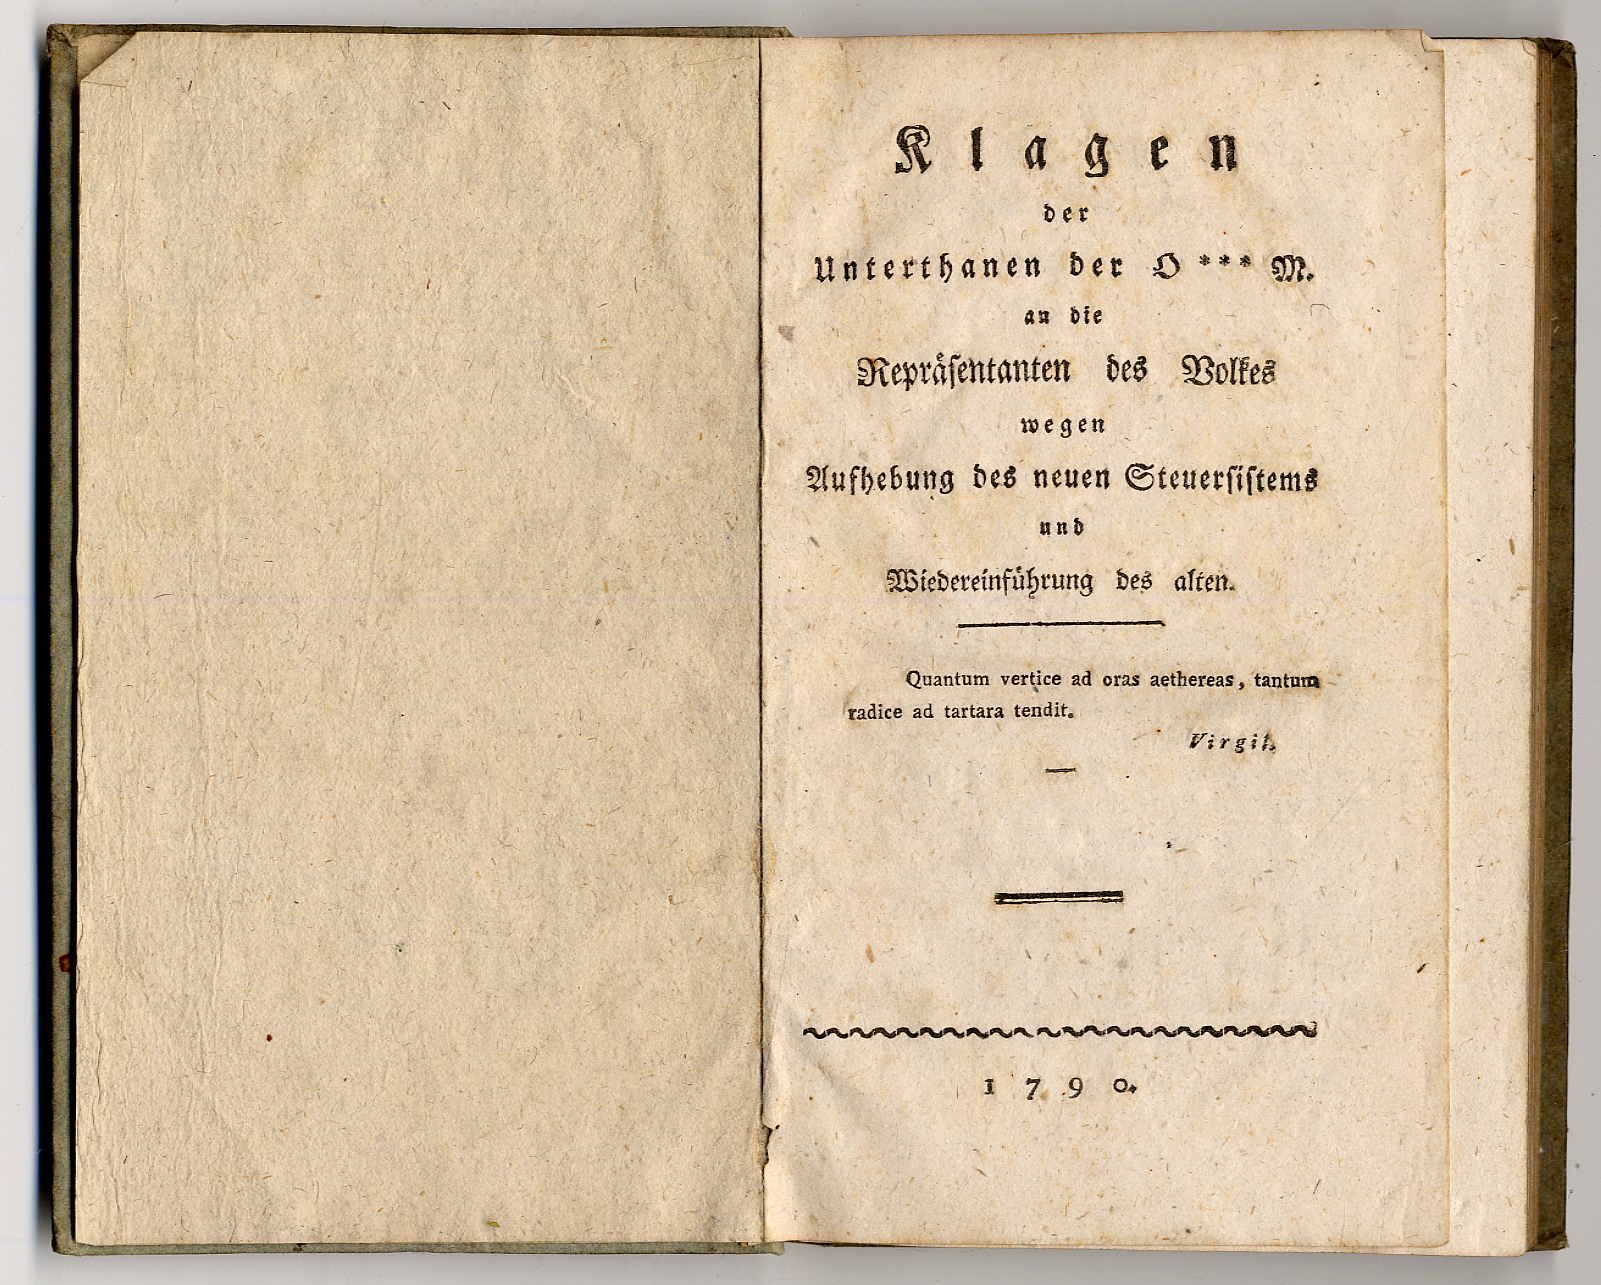 Klagen
der
Unterthanen der O *** M.
an die
Repräsentanten des Volkes
wegen
Aufhebung des neuen Steuersistems
und
Wiedereinführung des alten.
Quantum vertice ad oras aethereas, tantum
radice ad tartara tendit.
Virgil.
1790.